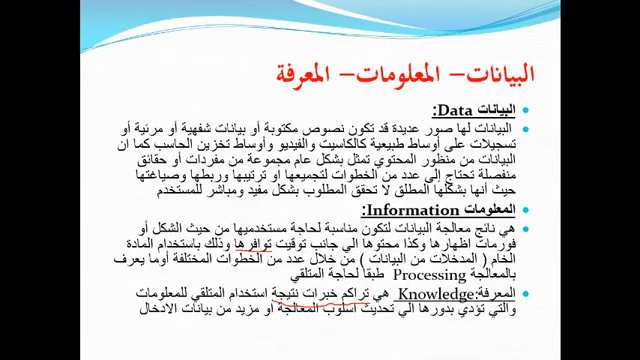 البيانات- المعلومات- المعرفة
البيانات Data:
البيانات لها صور عديدة قد تكون نصوص مكتوبة أو بيانات شفهية أو مرئية أو
تسجيلات على أوساط طبيعية كالكاسيت والفيديو وأوساط تخزين الحاسب كما ان
البيانات من منظور المحتوي تمثل بشكل عام مجموعة من مفردات أو حقائق
منفصلة تحتاج إلى عدد من الخطوات لتجميعها او ترتيبها وربطها وصياغتها
حيث أنها بشكلها المطلق لا تحقق المطلوب بشكل مفيد ومباشر للمستخدم
المعلومات Information:
هي ناتج معالجة البيانات لتكون مناسبة لحاجة مستخدميها من حيث الشكل أو
فورمات اظهارها وكذا محتوها الي جانب توقيت توافرها وذلك باستخدام المادة
الخام ( المدخلات من البيانات ) من خلال عدد من الخطوات المختلفة أوما يعرف
بالمعالجة Processing طبقا لحاجة المتلقي
المعرفة:Knowledge هي تراكم خبرات نتيجة استخدام المتلقي للمعلومات
والتي تؤدي بدورها الي تحديث اسلوب المعالجة او مزيد من بيانات الادخال